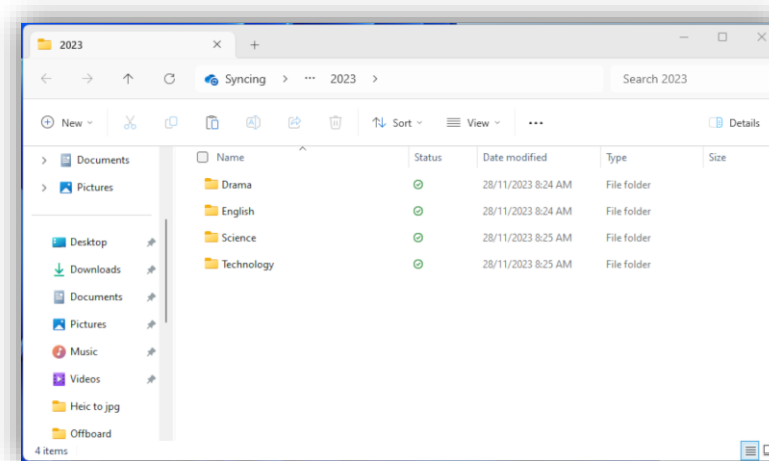 2023
Syncing > ... 2023 >
Search 2023
New
Sort
View
...
Details
Documents
Pictures
Desktop
Downloads
Documents
Pictures
Music
Videos
Heic to jpg
Offboard
Name Status Date modified Type Size
Drama 28/11/2023 8:24 AM File folder
English 28/11/2023 8:24 AM File folder
Science 28/11/2023 8:25 AM File folder
Technology 28/11/2023 8:25 AM File folder
4 items